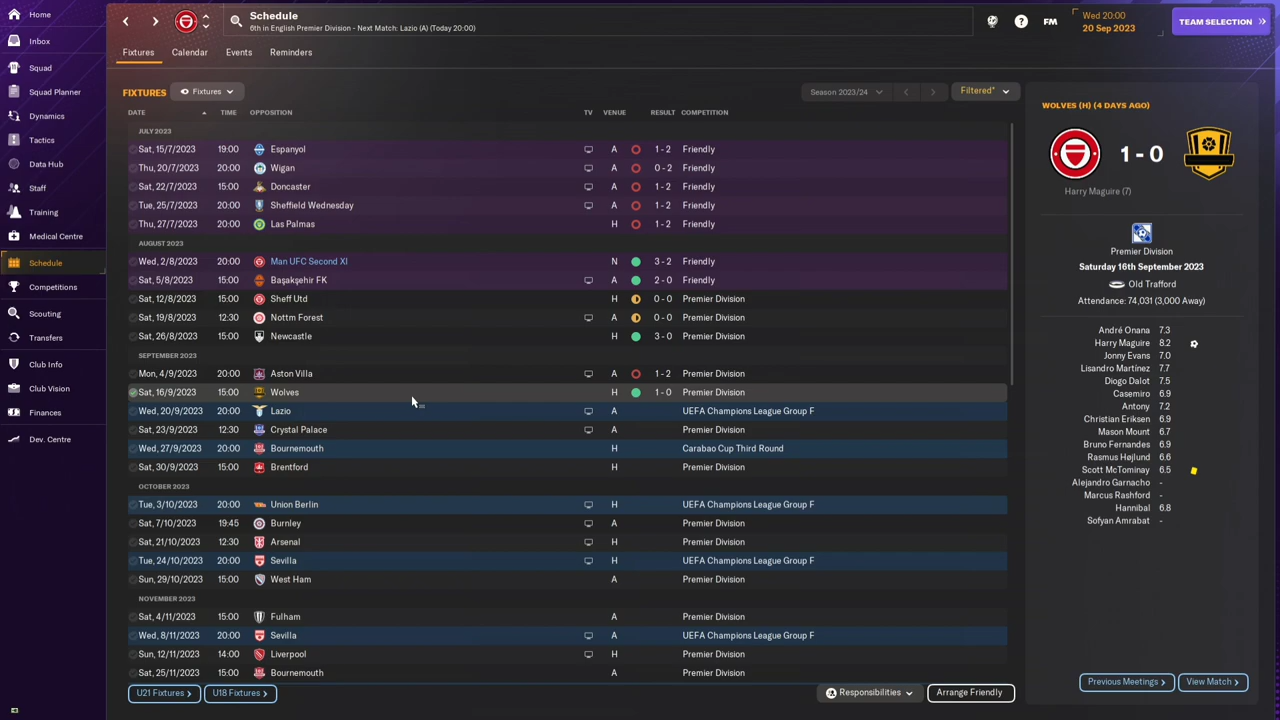 Home
Inbox
Squad
Squad Planner
Dynamics
Tactics
Data Hub
Staff
Training
Medical Centre
Schedule
Competitions
Scouting
Transfers
Club Info
Club Vision
Finances
Dev. Centre
Schedule
6th in English Premier Division - Next Match: Lazio (A) (Today 20:00)
FM
Wed 20:00
20 Sep 2023
TEAM SELECTION
Fixtures Calendar Events Reminders
FIXTURES Fixtures Season 2023/24 Filtered*
DATE TIME OPPOSITION TV VENUE RESULT COMPETITION
JULY 2023
Sat, 15/7/2023 19:00 Espanyol A 1 - 2 Friendly
Thu, 20/7/2023 20:00 Wigan A 0 - 2 Friendly
Sat, 22/7/2023 15:00 Doncaster A 1 - 2 Friendly
Tue, 25/7/2023 20:00 Sheffield Wednesday A 1 - 2 Friendly
Thu, 27/7/2023 20:00 Las Palmas H 1 - 2 Friendly
AUGUST 2023
Wed, 2/8/2023 20:00 Man UFC Second XI N 3 - 2 Friendly
Sat, 5/8/2023 15:00 Başakşehir FK A 2 - 0 Friendly
Sat, 12/8/2023 15:00 Sheff Utd H 0 - 0 Premier Division
Sat, 19/8/2023 12:30 Nottm Forest A 0 - 0 Premier Division
Sat, 26/8/2023 15:00 Newcastle H 3 - 0 Premier Division
SEPTEMBER 2023
Mon, 4/9/2023 20:00 Aston Villa A 1 - 2 Premier Division
Sat, 16/9/2023 15:00 Wolves H 1 - 0 Premier Division
Wed, 20/9/2023 20:00 Lazio A UEFA Champions League Group F
Sat, 23/9/2023 12:30 Crystal Palace A Premier Division
Wed, 27/9/2023 20:00 Bournemouth H Carabao Cup Third Round
Sat, 30/9/2023 15:00 Brentford H Premier Division
OCTOBER 2023
Tue, 3/10/2023 20:00 Union Berlin H UEFA Champions League Group F
Sat, 7/10/2023 19:45 Burnley A Premier Division
Sat, 21/10/2023 12:30 Arsenal H Premier Division
Tue, 24/10/2023 20:00 Sevilla H UEFA Champions League Group F
Sun, 29/10/2023 15:00 West Ham A Premier Division
NOVEMBER 2023
Sat, 4/11/2023 15:00 Fulham A Premier Division
Wed, 8/11/2023 20:00 Sevilla A UEFA Champions League Group F
Sun, 12/11/2023 14:00 Liverpool H Premier Division
Sat, 25/11/2023 15:00 Bournemouth A Premier Division
U21 Fixtures U18 Fixtures Responsibilities Arrange Friendly
WOLVES (H) (4 DAYS AGO)
1 - 0
Harry Maguire (7)
Premier Division
Saturday 16th September 2023
Old Trafford
Attendance: 74,031 (3,000 Away)
André Onana 7.3
Harry Maguire 8.2
Jonny Evans 7.0
Lisandro Martínez 7.7
Diogo Dalot 7.5
Casemiro 6.9
Antony 7.2
Christian Eriksen 6.9
Mason Mount 6.7
Bruno Fernandes 6.9
Rasmus Højlund 6.6
Scott McTominay 6.5
Alejandro Garnacho -
Marcus Rashford -
Hannibal 6.8
Sofyan Amrabat -
Previous Meetings View Match